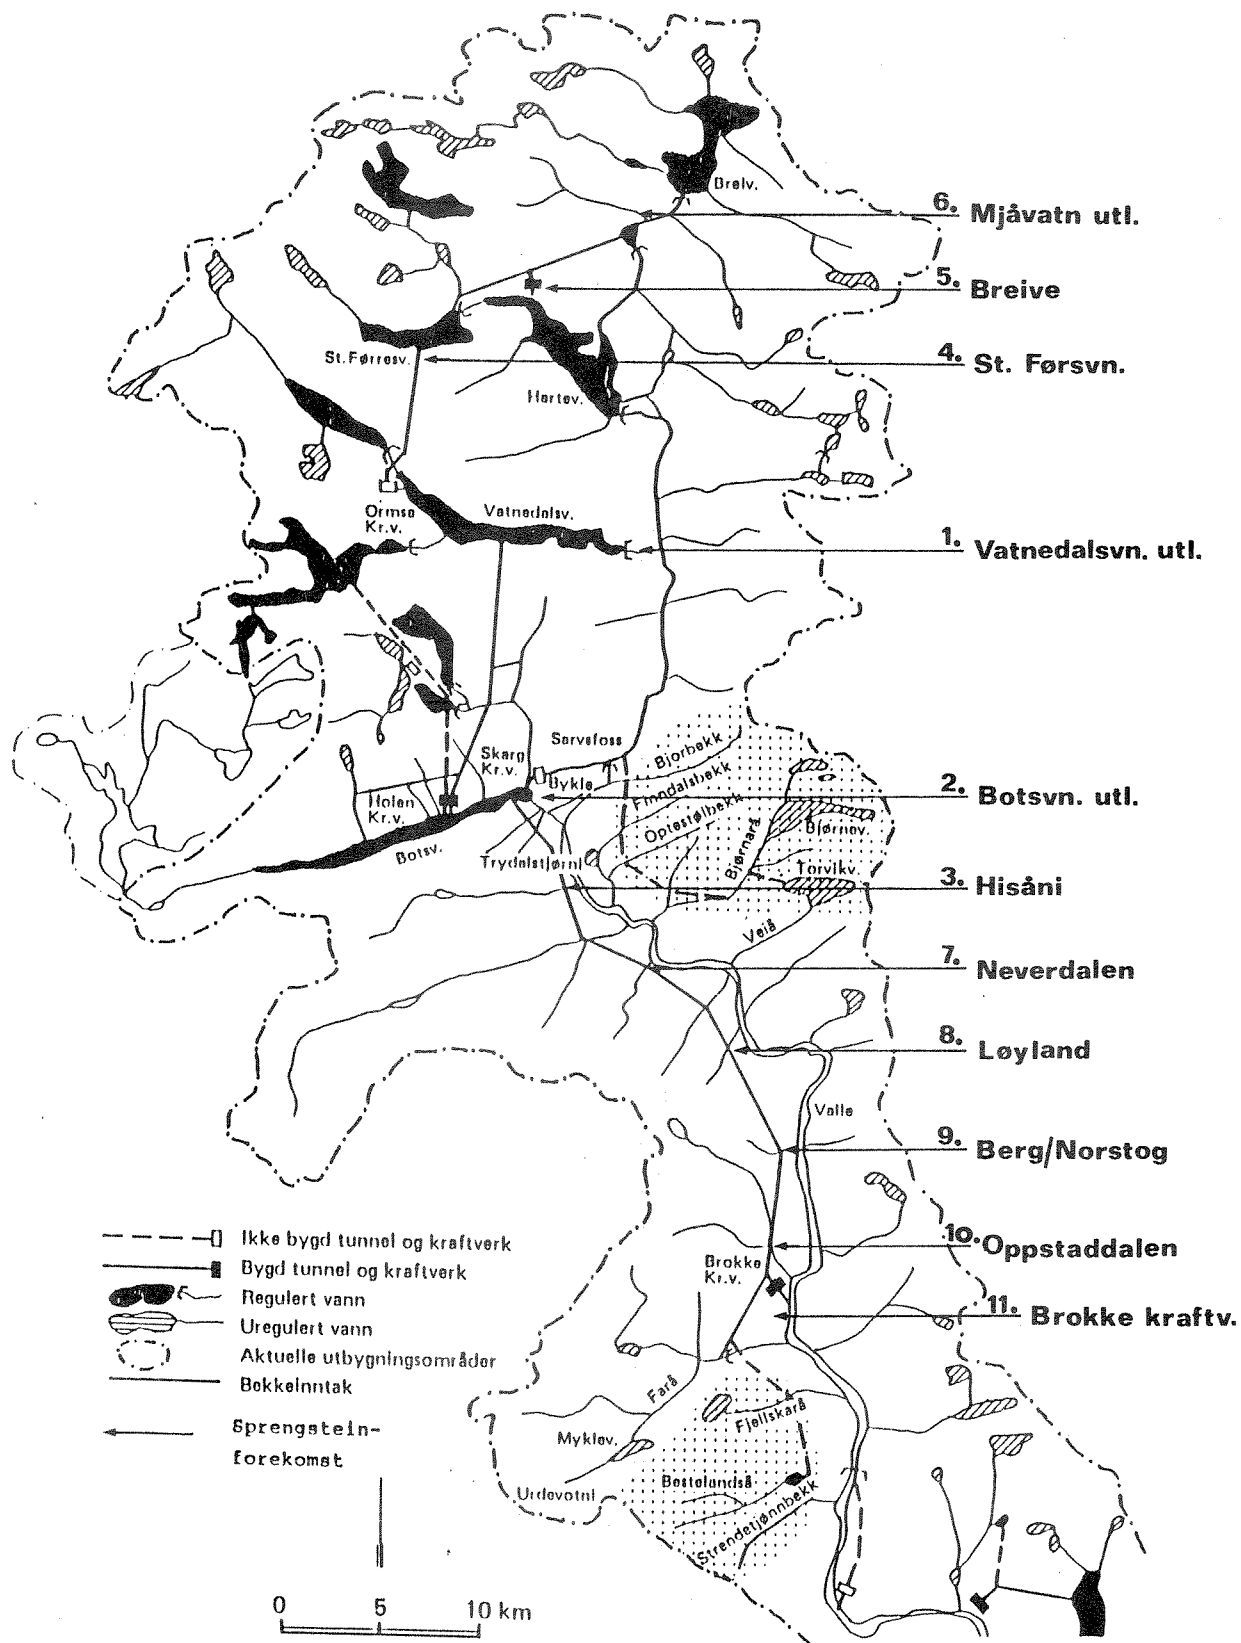 Breiv.
6. Mjåvatn utl.
5. Breive
St. Førresv.
4. St. Førsvn.
Hartev.
Ormsa
Kr.v.
Vatnedalsv.
1. Vatnedalsvn. utl.
Sarvsfoss
Bjorbekk
Skarg
Kr.v.
Bykle
Finndalsbekk
2. Botsvn. utl.
Holen
Kr.v.
Optestølbekk
Bjørnev.
Bjørnarå
Botsv.
Trydalstjørnl
Torvikv.
3. Hisåni
Veiå
7. Neverdalen
8. Løyland
Valle
9. Berg/Norstog
10. Oppstaddalen
Brokke
Kr.v.
11. Brokke kraftv.
Ikke bygd tunnel og kraftverk
Bygd tunnel og kraftverk
Regulert vann
Uregulert vann
Aktuelle utbygningsområder
Bekkeinntak
Sprengstein-
forekomst
Farå
Fjellskarå
Myklev.
Bestelandså
Urdevotnl
Strendetjønnbekk
0 5 10 km